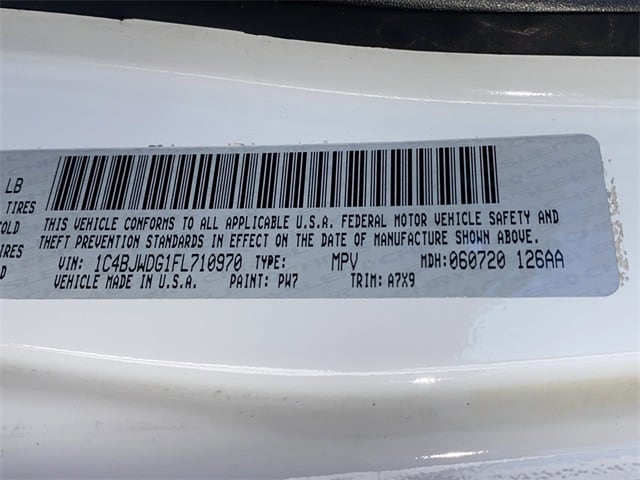 LB
TIRES
THIS VEHICLE CONFORMS TO ALL APPLICABLE U.S.A. FEDERAL MOTOR VEHICLE SAFETY AND
THEFT PREVENTION STANDARDS IN EFFECT ON THE DATE OF MANUFACTURE SHOWN ABOVE.
VIN: 1C4BJWDG1FL710970 TYPE: MPV MDH: 060720 126AA
VEHICLE MADE IN U.S.A. PAINT: PW7 TRIM: A7X9